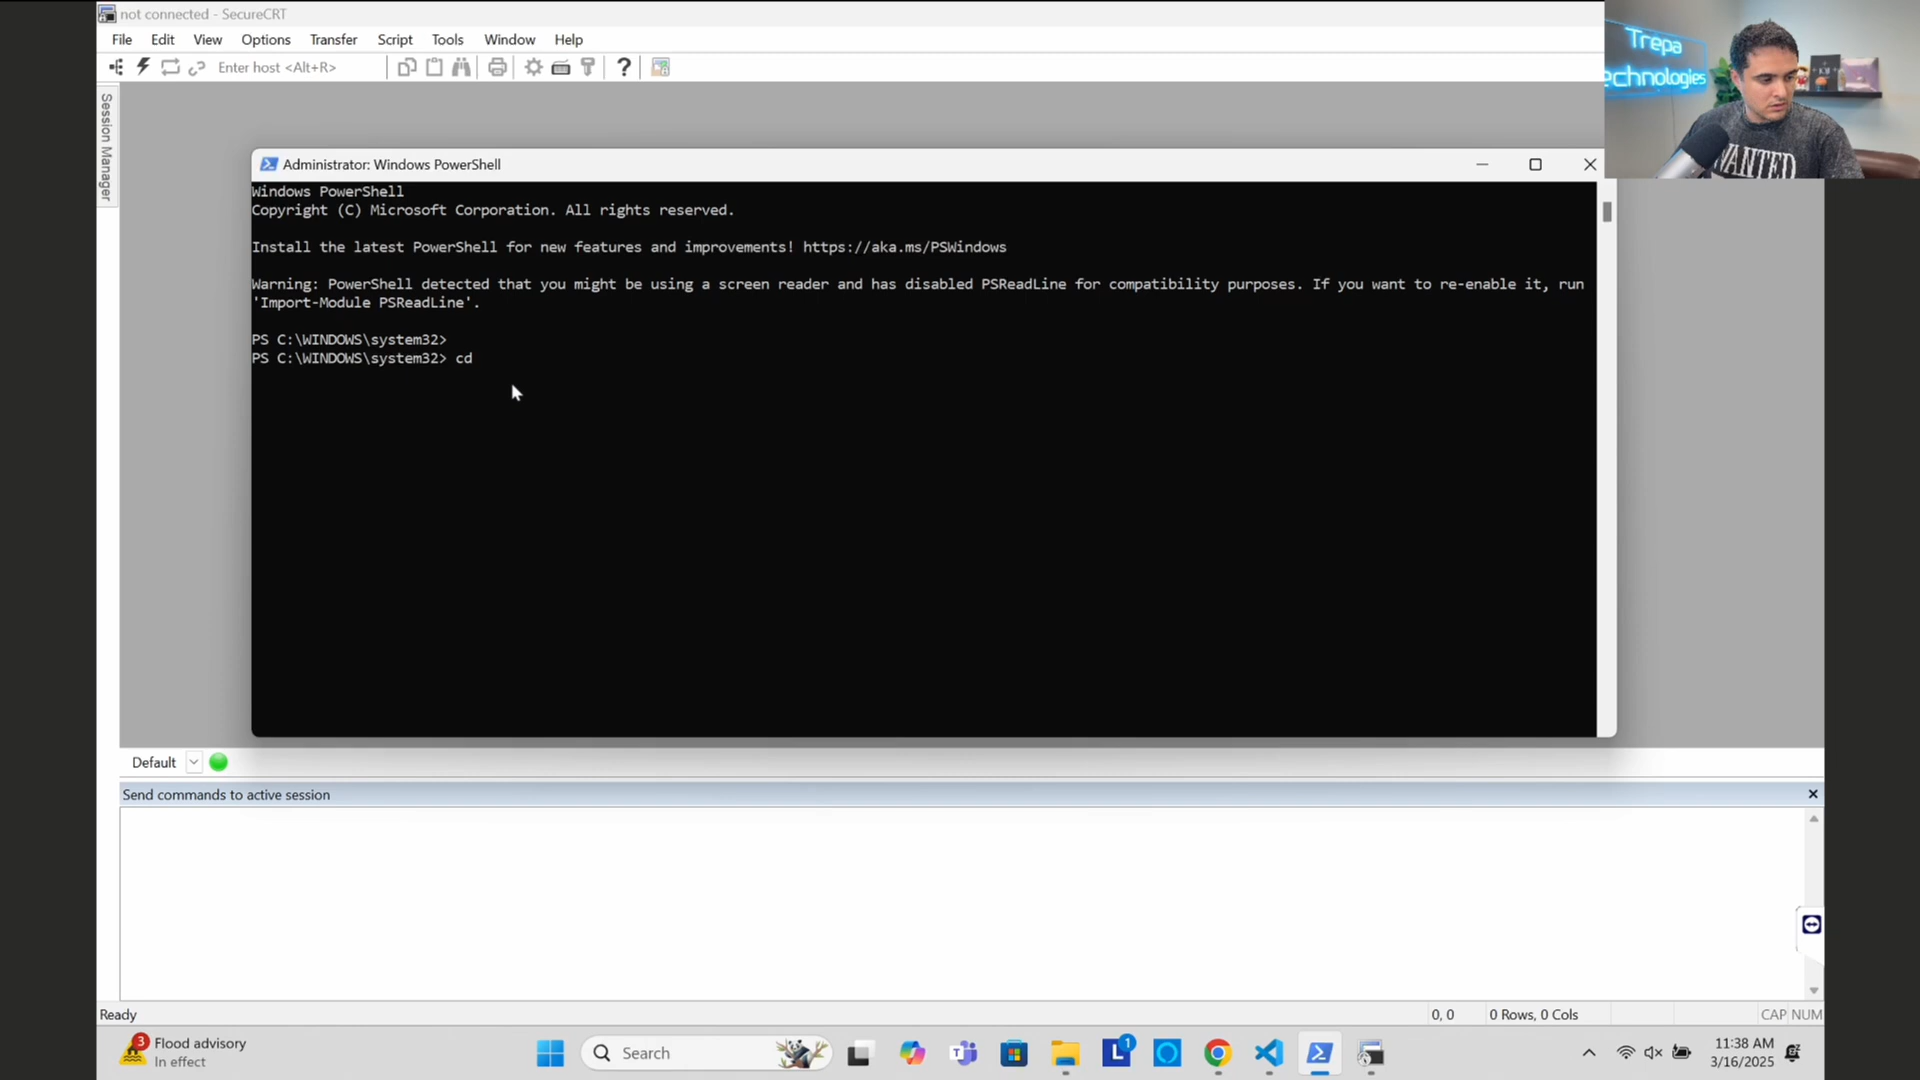 not connected - SecureCRT
File Edit View Options Transfer Script Tools Window Help
Enter host <Alt+R>
Session Manager
Trepa
echnologies
WANTED
Administrator: Windows PowerShell
Windows PowerShell
Copyright (C) Microsoft Corporation. All rights reserved.
Install the latest PowerShell for new features and improvements! https://aka.ms/PSWindows
Warning: PowerShell detected that you might be using a screen reader and has disabled PSReadLine for compatibility purposes. If you want to re-enable it, run
'Import-Module PSReadLine'.
PS C:\WINDOWS\system32>
PS C:\WINDOWS\system32> cd
Default
Send commands to active session
Ready
0, 0
0 Rows, 0 Cols
CAP NUM
3
Flood advisory
In effect
Search
L
1
11:38 AM
3/16/2025